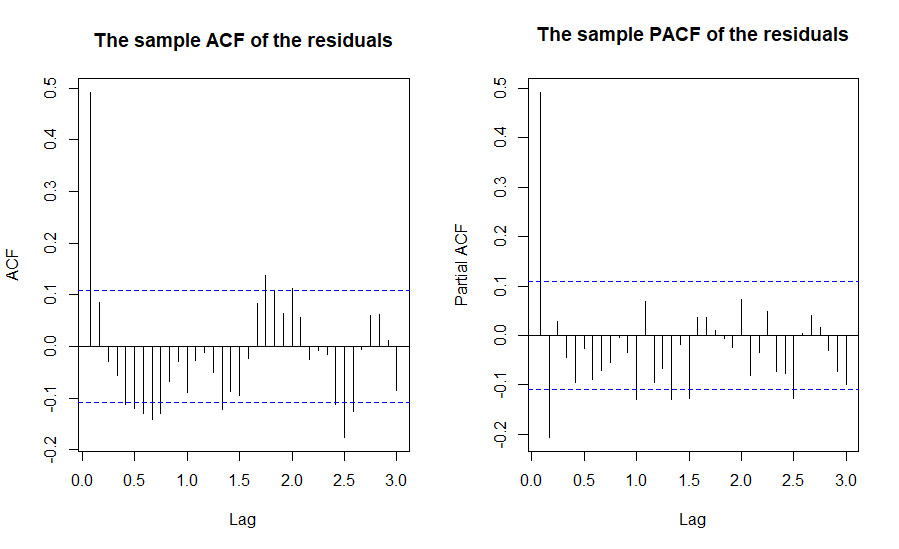 The sample ACF of the residuals
ACF
0.5
0.4
0.3
0.2
0.1
0.0
-0.1
-0.2
0.0 0.5 1.0 1.5 2.0 2.5 3.0
Lag
The sample PACF of the residuals
Partial ACF
0.5
0.4
0.3
0.2
0.1
0.0
-0.1
-0.2
0.0 0.5 1.0 1.5 2.0 2.5 3.0
Lag